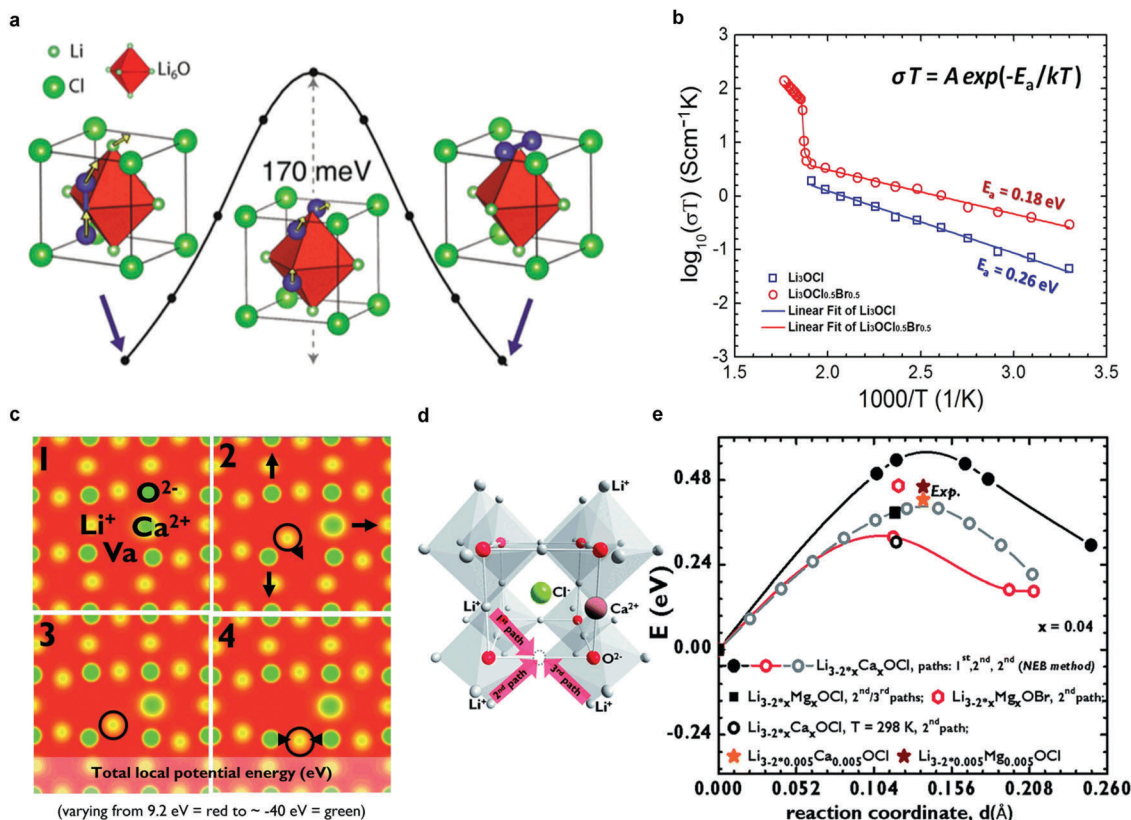 a
Li
Cl
Li₆O
170 meV
b
σT = A exp(-Eₐ/kT)
log₁₀(σT) (Scm⁻¹K)
3
2
1
0
-1
-2
-3
Eₐ = 0.18 eV
Eₐ = 0.26 eV
Li₃OCl
Li₃OCl₀.₅Br₀.₅
Linear Fit of Li₃OCl
Linear Fit of Li₃OCl₀.₅Br₀.₅
1.5 2.0 2.5 3.0 3.5
1000/T (1/K)
c
1
2
O²⁻
Li⁺ Ca²⁺
Va
3
4
Total local potential energy (eV)
(varying from 9.2 eV = red to ~ -40 eV = green)
d
Li⁺
Cl⁻
Li⁺
Ca²⁺
1ˢᵗ path
O²⁻
2ⁿᵈ path
3ʳᵈ path
Li⁺
Li⁺
e
E (eV)
0.48
0.24
0.00
-0.24
Exp.
x = 0.04
Li₃₋₂*ₓCaₓOCl, paths: 1ˢᵗ,2ⁿᵈ, 2ⁿᵈ (NEB method)
Li₃₋₂*ₓMgₓOCl, 2ⁿᵈ/3ʳᵈpaths; Li₃₋₂*ₓMgₓOBr, 2ⁿᵈpath;
Li₃₋₂*ₓCaₓOCl, T = 298 K, 2ⁿᵈpath;
Li₃₋₂*₀.₀₀₅Ca₀.₀₀₅OCl Li₃₋₂*₀.₀₀₅Mg₀.₀₀₅OCl
0.000 0.052 0.104 0.156 0.208 0.260
reaction coordinate, d(Å)